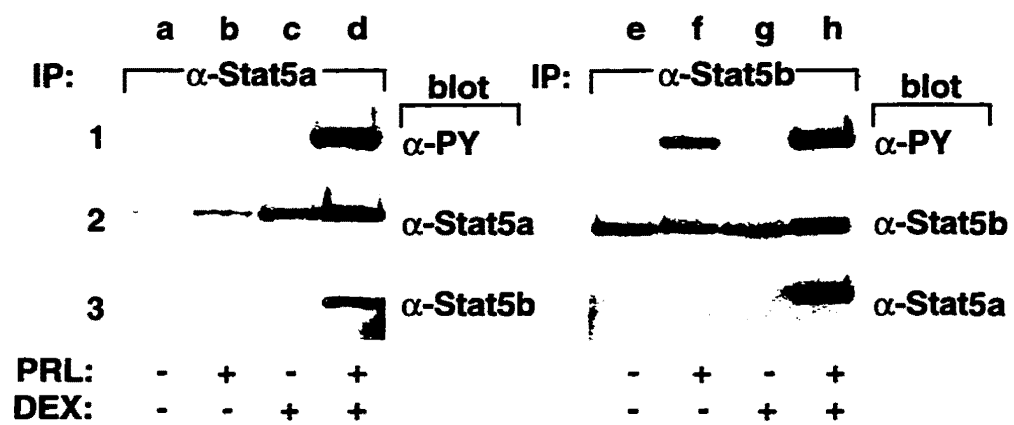 a b c d e f g h
IP: α-Stat5a IP: α-Stat5b
blot blot
1 α-PY α-PY
2 α-Stat5a α-Stat5b
3 α-Stat5b α-Stat5a
PRL: - + - + - + - +
DEX: - - + + - - + +